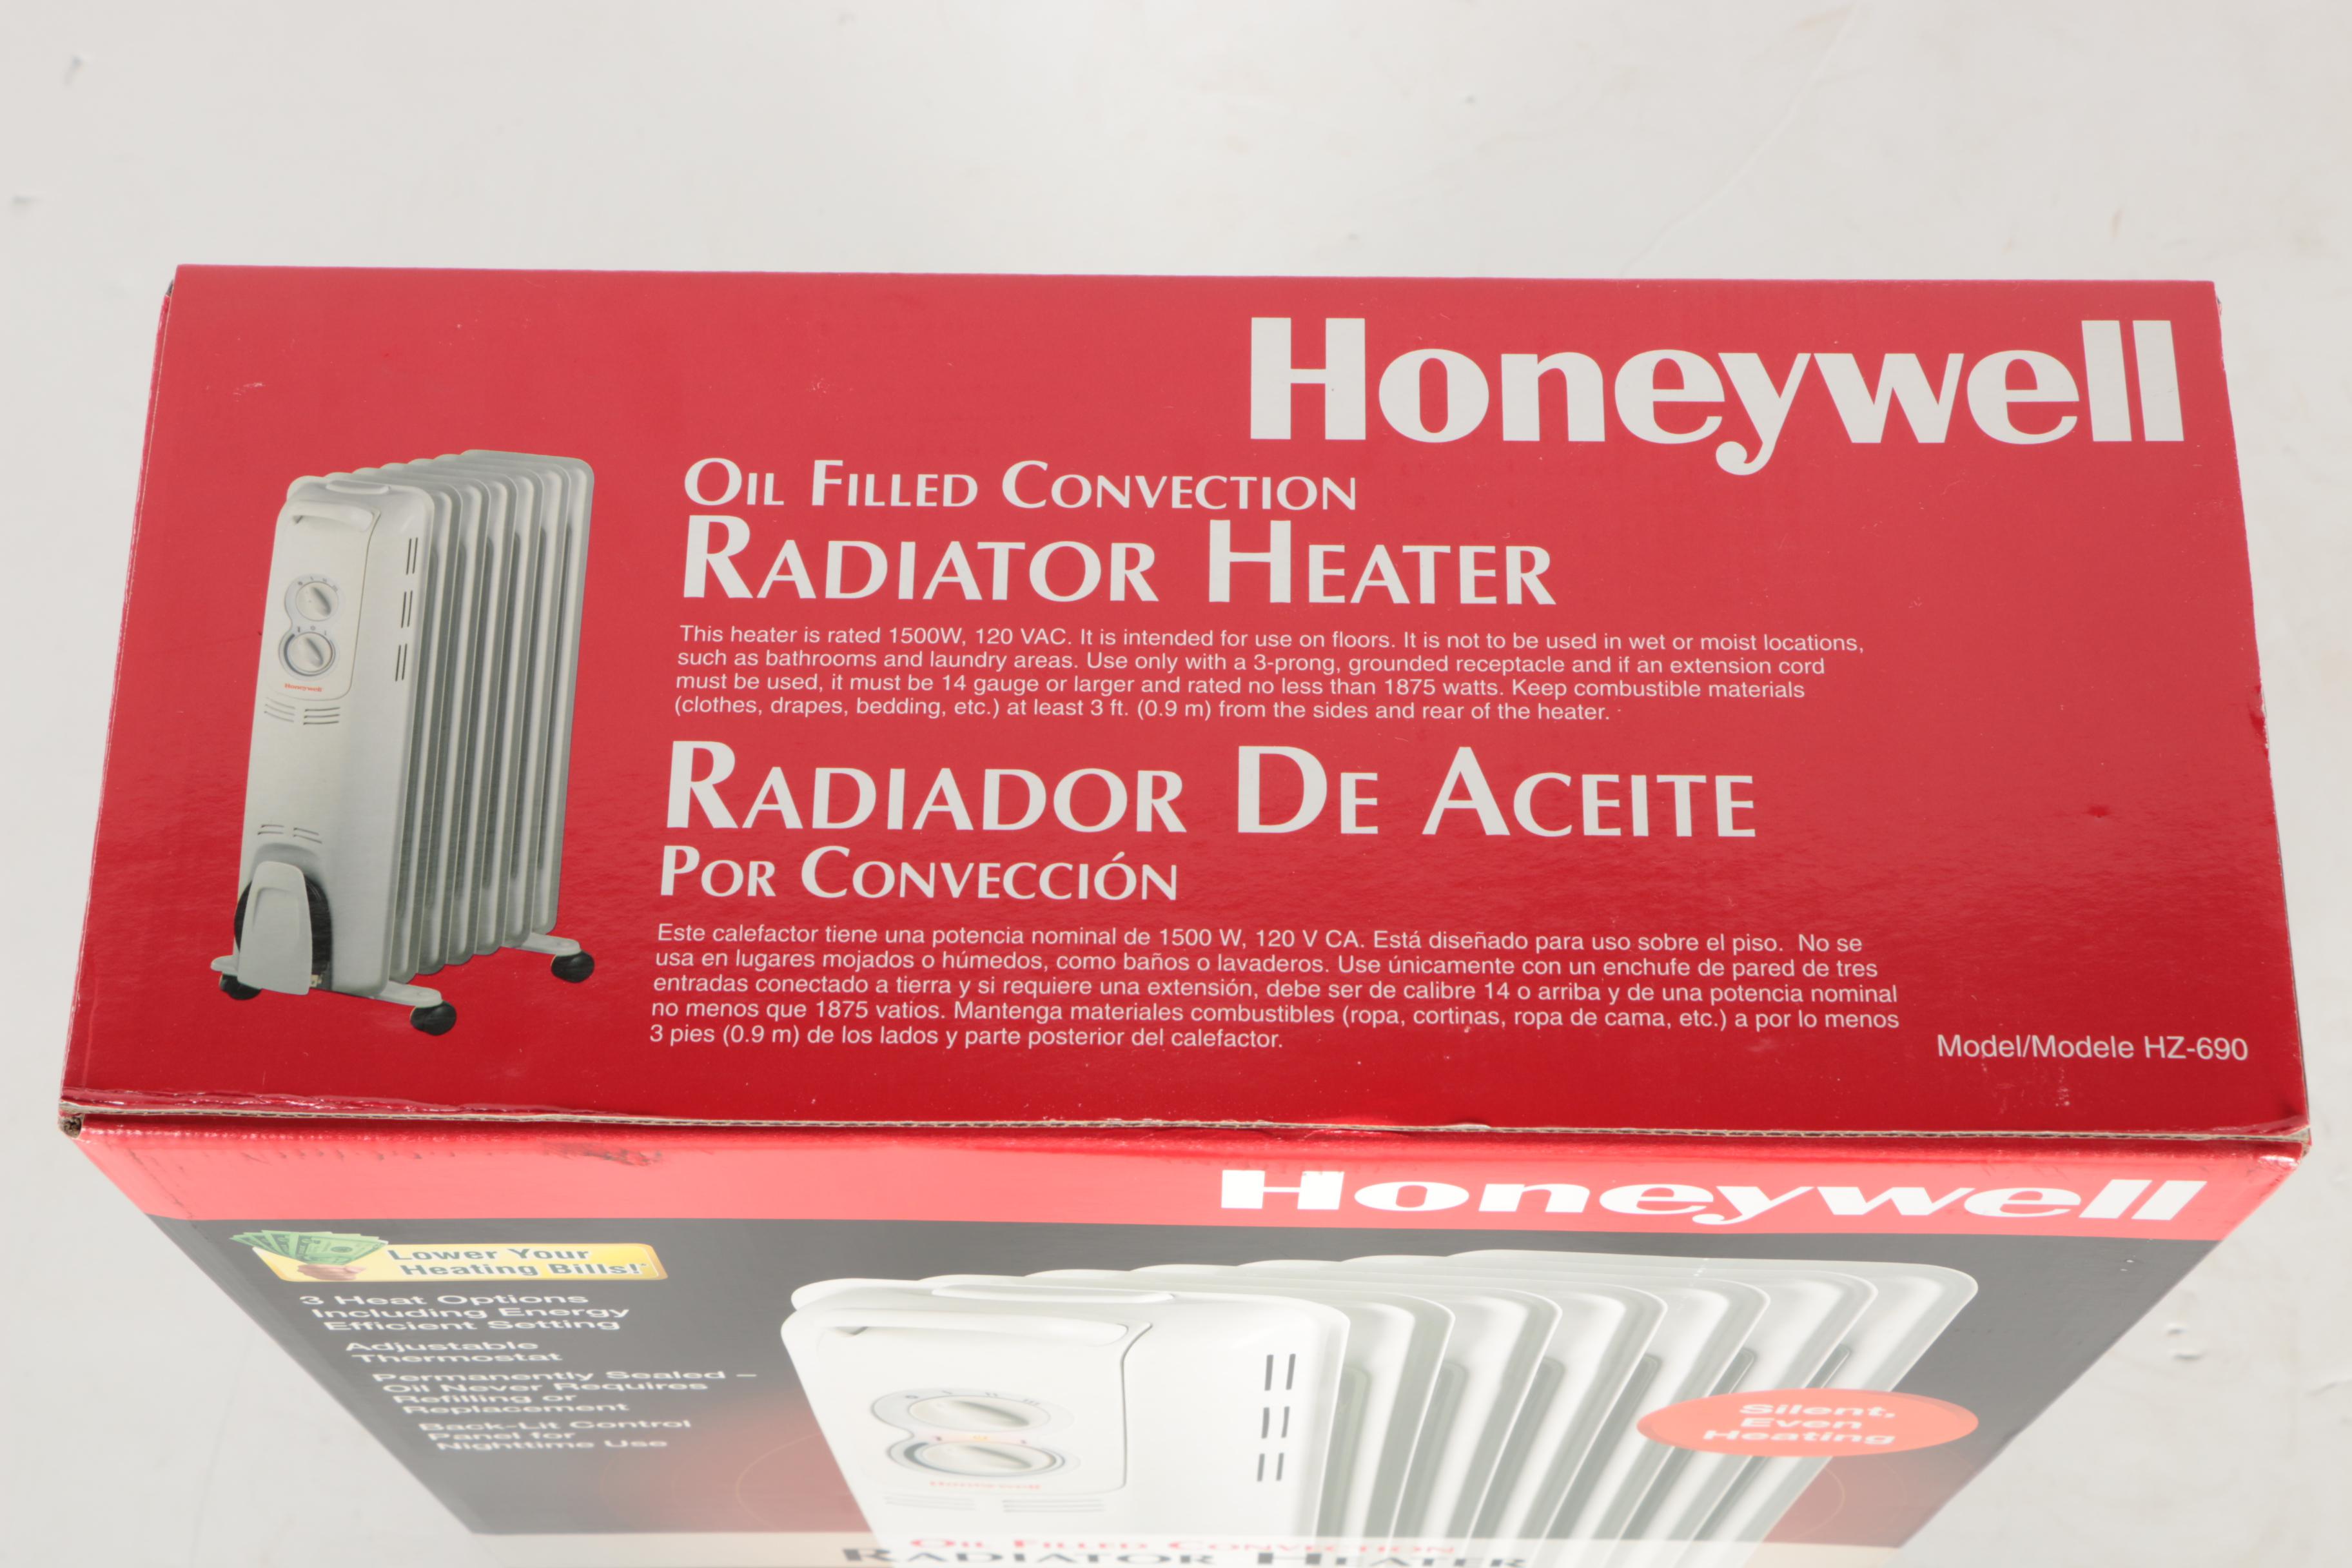 Honeywell
OIL FILLED CONVECTION
RADIATOR HEATER
This heater is rated 1500W, 120 VAC. It is intended for use on floors. It is not to be used in wet or moist locations,
such as bathrooms and laundry areas. Use only with a 3-prong, grounded receptacle and if an extension cord
must be used, it must be 14 gauge or larger and rated no less than 1875 watts. Keep combustible materials
(clothes, drapes, bedding, etc.) at least 3 ft. (0.9 m) from the sides and rear of the heater.
Honeywell
RADIADOR DE ACEITE
POR CONVECCIÓN
Este calefactor tiene una potencia nominal de 1500 W, 120 V CA. Está diseñado para uso sobre el piso. No se
usa en lugares mojados o húmedos, como baños o lavaderos. Use únicamente con un enchufe de pared de tres
entradas conectado a tierra y si requiere una extensión, debe ser de calibre 14 o arriba y de una potencia nominal
no menos que 1875 vatios. Mantenga materiales combustibles (ropa, cortinas, ropa de cama, etc.) a por lo menos
3 pies (0.9 m) de los lados y parte posterior del calefactor.
Model/Modele HZ-690
Honeywell
Lower Your
Heating Bills!*
3 Heat Options
Including Energy
Efficient Setting
Adjustable
Thermostat
Permanently Sealed –
Oil Never Requires
Refilling or
Replacement
Back-Lit Control
Panel for
Nighttime Use
Silent,
Even
Heating
Honeywell
OIL FILLED CONVECTION
RADIATOR HEATER